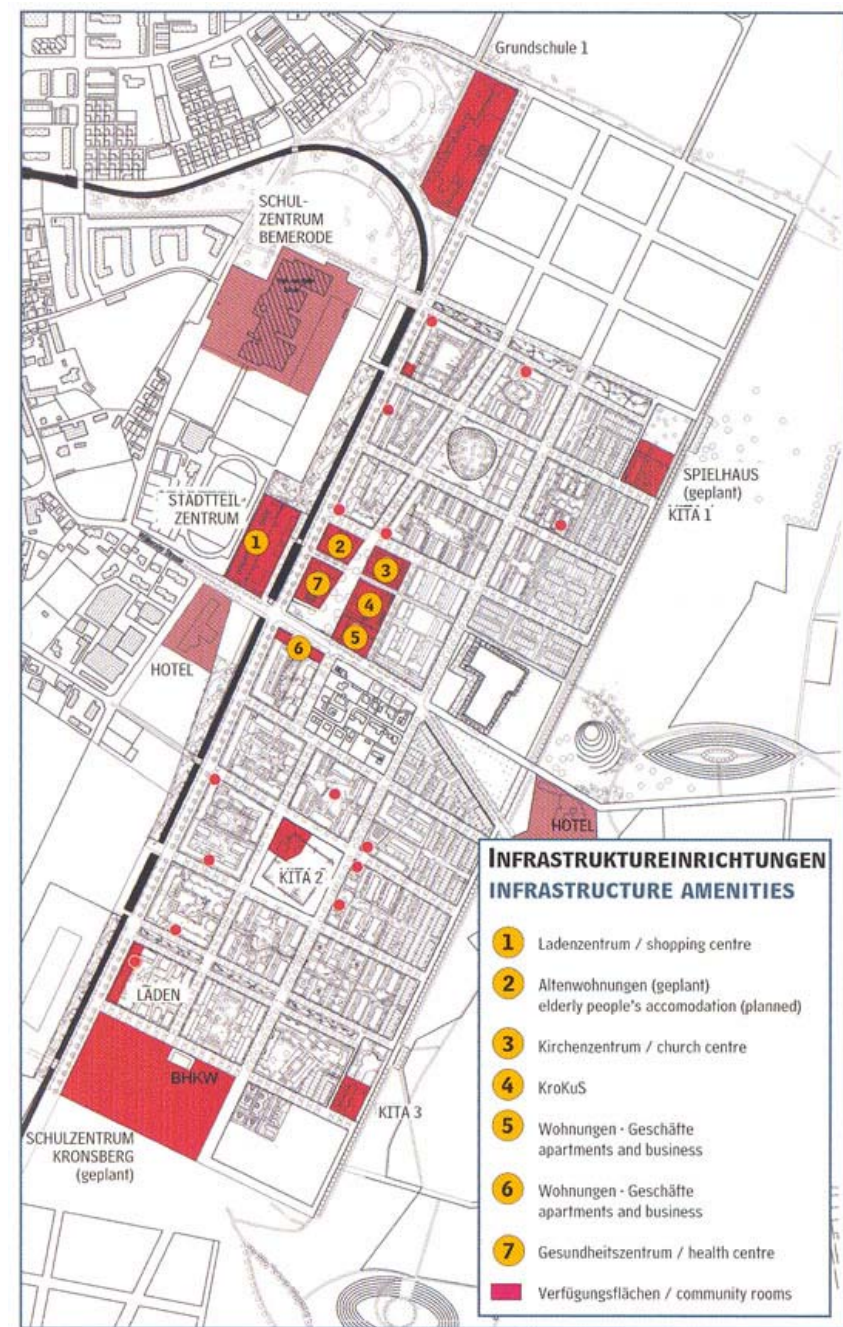 Grundschule 1
SCHUL-
ZENTRUM
BEMERODE
SPIELHAUS
(geplant)
KITA 1
STADTTEIL-
ZENTRUM
1
2
3
7
4
5
6
HOTEL
HOTEL
KITA 2
LÄDEN
BHKW
KITA 3
SCHULZENTRUM
KRONSBERG
(geplant)
INFRASTRUKTUREINRICHTUNGEN
INFRASTRUCTURE AMENITIES
1 Ladenzentrum / shopping centre
2 Altenwohnungen (geplant)
elderly people's accomodation (planned)
3 Kirchenzentrum / church centre
4 KroKuS
5 Wohnungen - Geschäfte
apartments and business
6 Wohnungen - Geschäfte
apartments and business
7 Gesundheitszentrum / health centre
Verfügungsflächen / community rooms